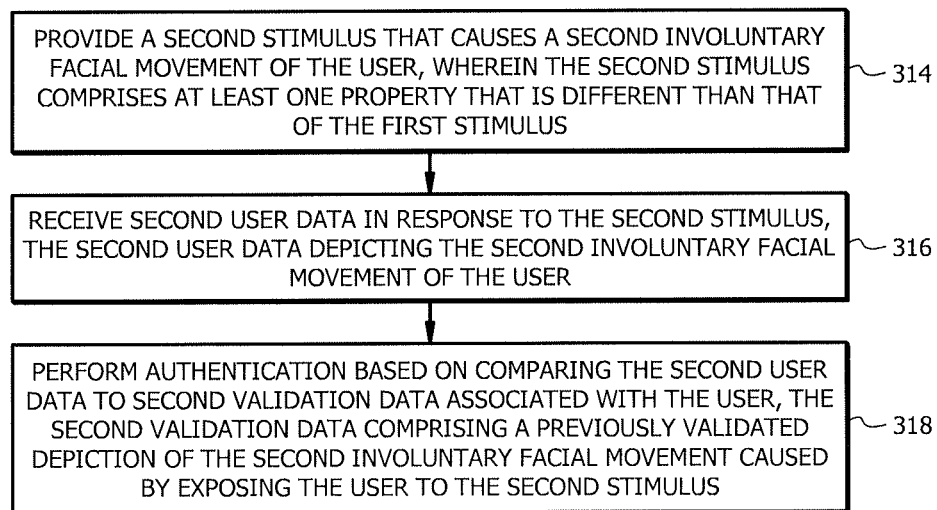 PROVIDE A SECOND STIMULUS THAT CAUSES A SECOND INVOLUNTARY
FACIAL MOVEMENT OF THE USER, WHEREIN THE SECOND STIMULUS
COMPRISES AT LEAST ONE PROPERTY THAT IS DIFFERENT THAN THAT
OF THE FIRST STIMULUS
314
RECEIVE SECOND USER DATA IN RESPONSE TO THE SECOND STIMULUS,
THE SECOND USER DATA DEPICTING THE SECOND INVOLUNTARY FACIAL
MOVEMENT OF THE USER
316
PERFORM AUTHENTICATION BASED ON COMPARING THE SECOND USER
DATA TO SECOND VALIDATION DATA ASSOCIATED WITH THE USER, THE
SECOND VALIDATION DATA COMPRISING A PREVIOUSLY VALIDATED
DEPICTION OF THE SECOND INVOLUNTARY FACIAL MOVEMENT CAUSED
BY EXPOSING THE USER TO THE SECOND STIMULUS
318